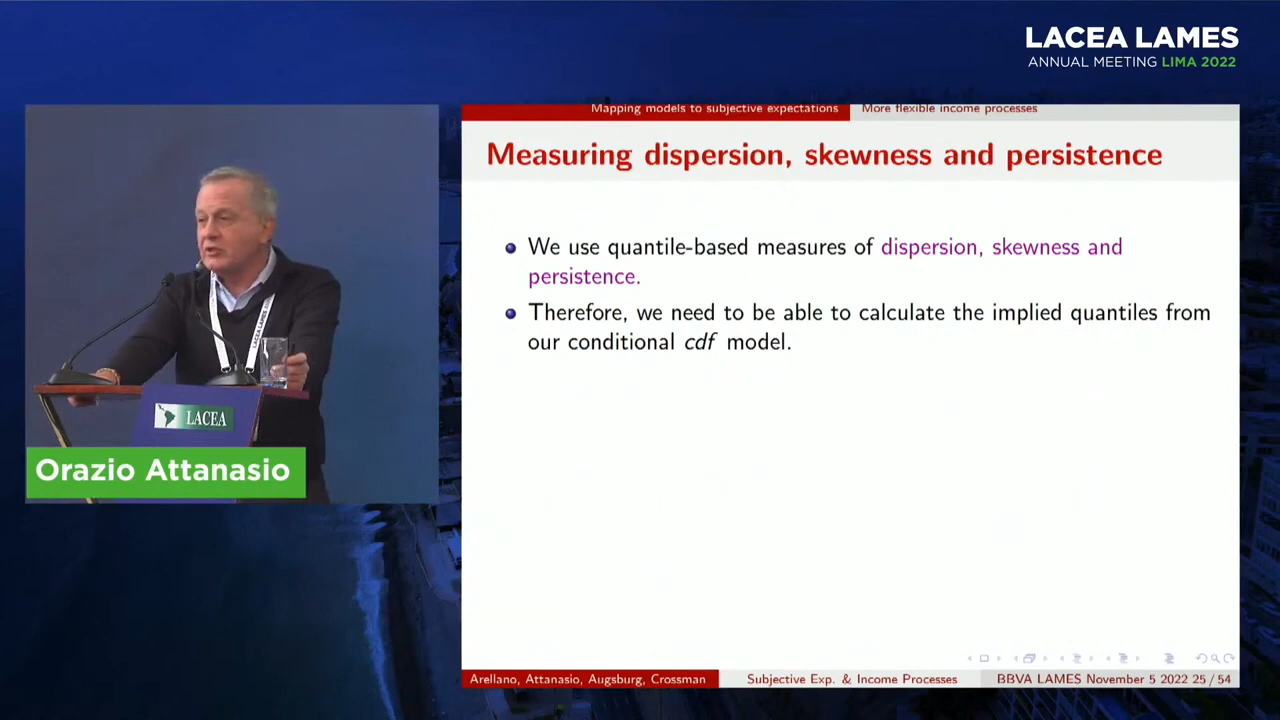 LACEA LAMES
ANNUAL MEETING LIMA 2022
Mapping models to subjective expectations
More flexible income processes
Measuring dispersion, skewness and persistence
We use quantile-based measures of dispersion, skewness and
persistence.
Therefore, we need to be able to calculate the implied quantiles from
our conditional cdf model.
LACEA LAMES
LACEA
Orazio Attanasio
Arellano, Attanasio, Augsburg, Crossman
Subjective Exp. & Income Processes
BBVA LAMES November 5 2022 25 / 54